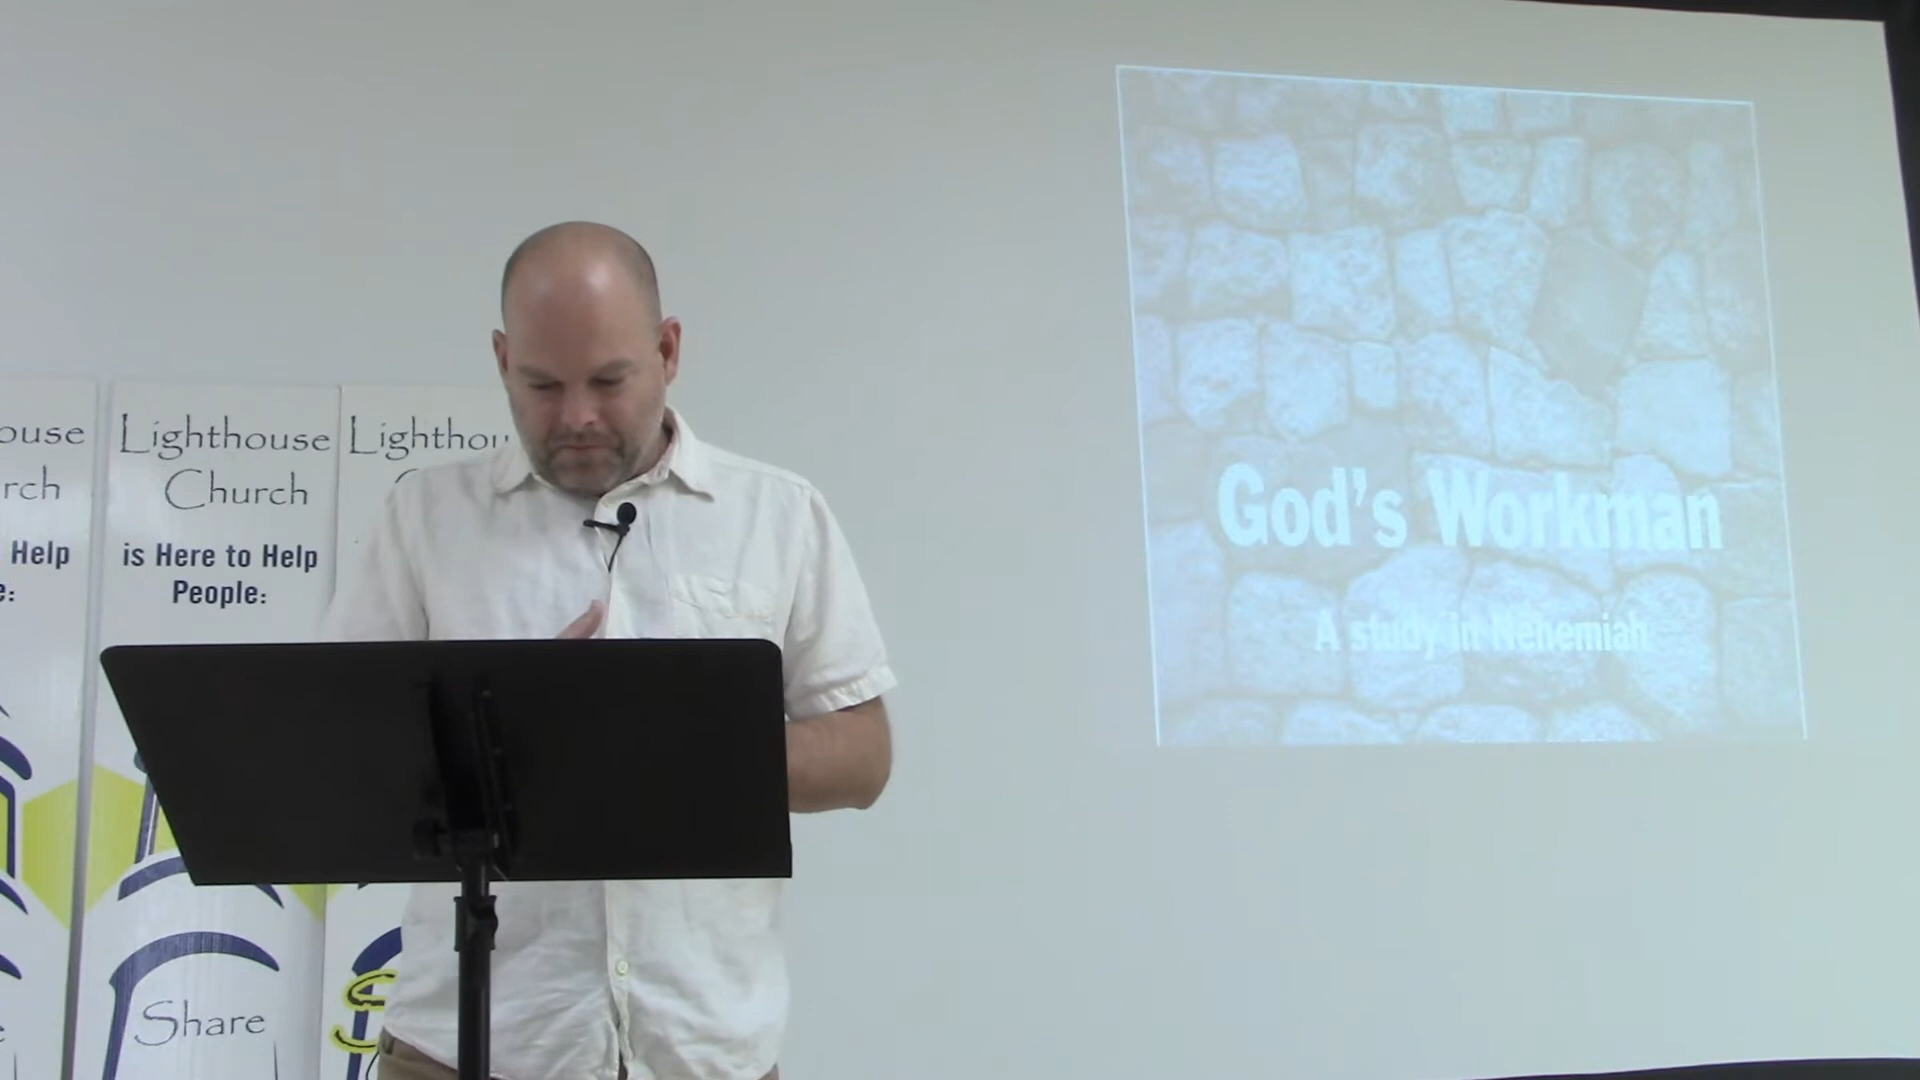 ouse
rch
Help
e:
Lighthouse
Church
is Here to Help
People:
Share
Lighthou
C
S
God's Workman
A study in Nehemiah